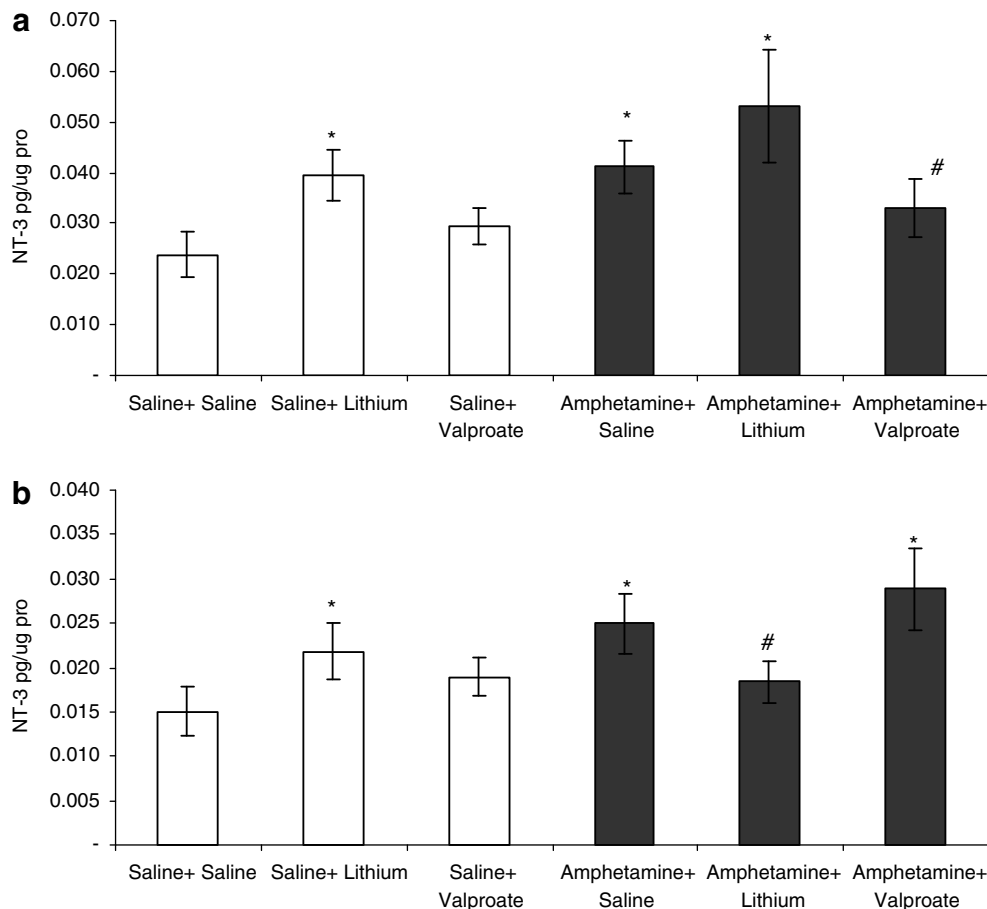 a
0.070
0.060
*
0.050
*
*
0.040
#
0.030
0.020
0.010
-
NT-3 pg/ug pro
Saline+ Saline
Saline+ Lithium
Saline+
Valproate
Amphetamine+
Saline
Amphetamine+
Lithium
Amphetamine+
Valproate
b
0.040
0.035
*
0.030
*
*
0.025
#
0.020
0.015
0.010
0.005
-
NT-3 pg/ug pro
Saline+ Saline
Saline+ Lithium
Saline+
Valproate
Amphetamine+
Saline
Amphetamine+
Lithium
Amphetamine+
Valproate